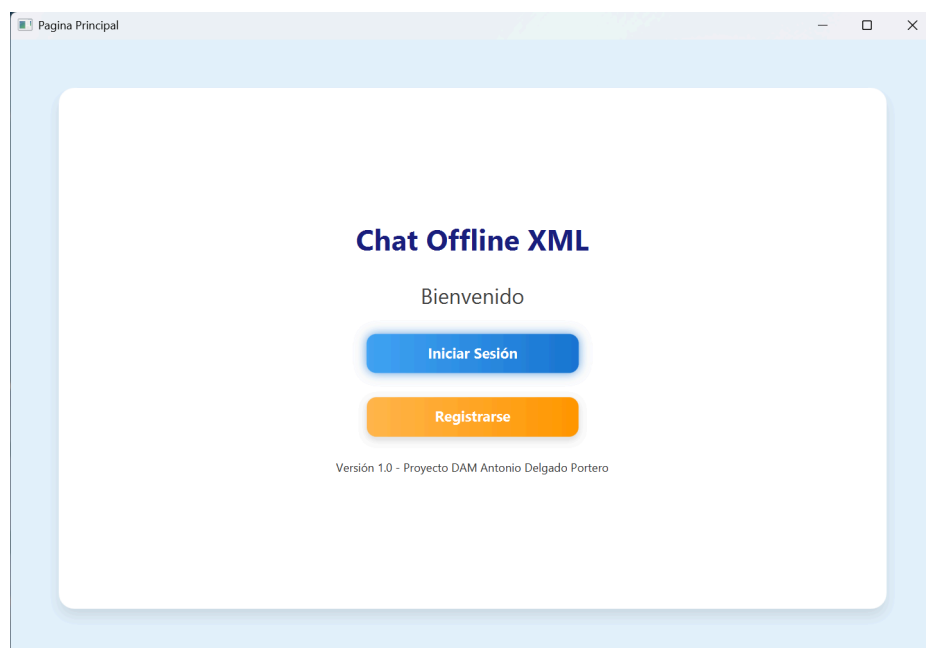 Pagina Principal
Chat Offline XML
Bienvenido
Iniciar Sesión
Registrarse
Versión 1.0 - Proyecto DAM Antonio Delgado Portero